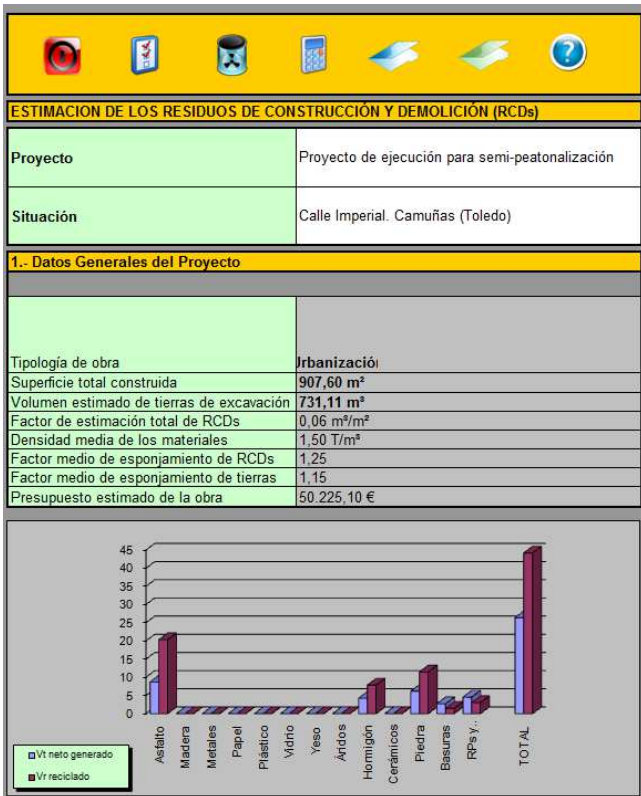 ESTIMACION DE LOS RESIDUOS DE CONSTRUCCIÓN Y DEMOLICIÓN (RCDs)
Proyecto Proyecto de ejecución para semi-peatonalización
Situación Calle Imperial. Camuñas (Toledo)
1.- Datos Generales del Proyecto
Tipología de obra Urbanización
Superficie total construida 907,60 m²
Volumen estimado de tierras de excavación 731,11 m³
Factor de estimación total de RCDs 0,06 m³/m²
Densidad media de los materiales 1,50 T/m³
Factor medio de esponjamiento de RCDs 1,25
Factor medio de esponjamiento de tierras 1,15
Presupuesto estimado de la obra 50.225,10 €
45
40
35
30
25
20
15
10
5
0
Asfalto
Madera
Metales
Papel
Plástico
Vidrio
Yeso
Áridos
Hormigón
Cerámicos
Piedra
Basuras
RPs y..
TOTAL
Vt neto generado
Vr reciclado